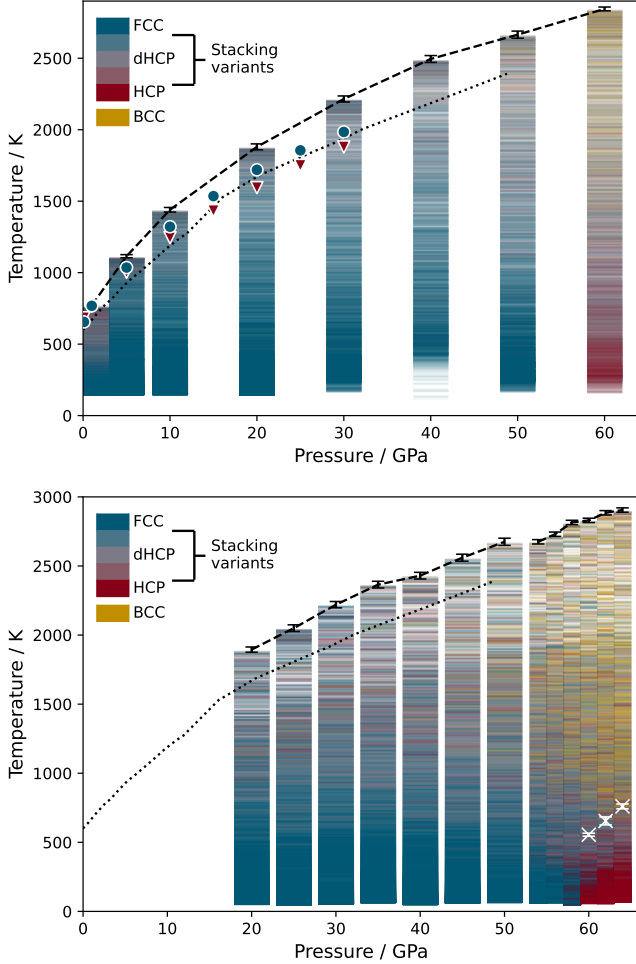 FCC
dHCP
HCP
BCC
Stacking
variants
Temperature / K
2500
2000
1500
1000
500
0
0
10
20
30
40
50
60
Pressure / GPa
FCC
dHCP
HCP
BCC
Stacking
variants
Temperature / K
3000
2500
2000
1500
1000
500
0
0
10
20
30
40
50
60
Pressure / GPa